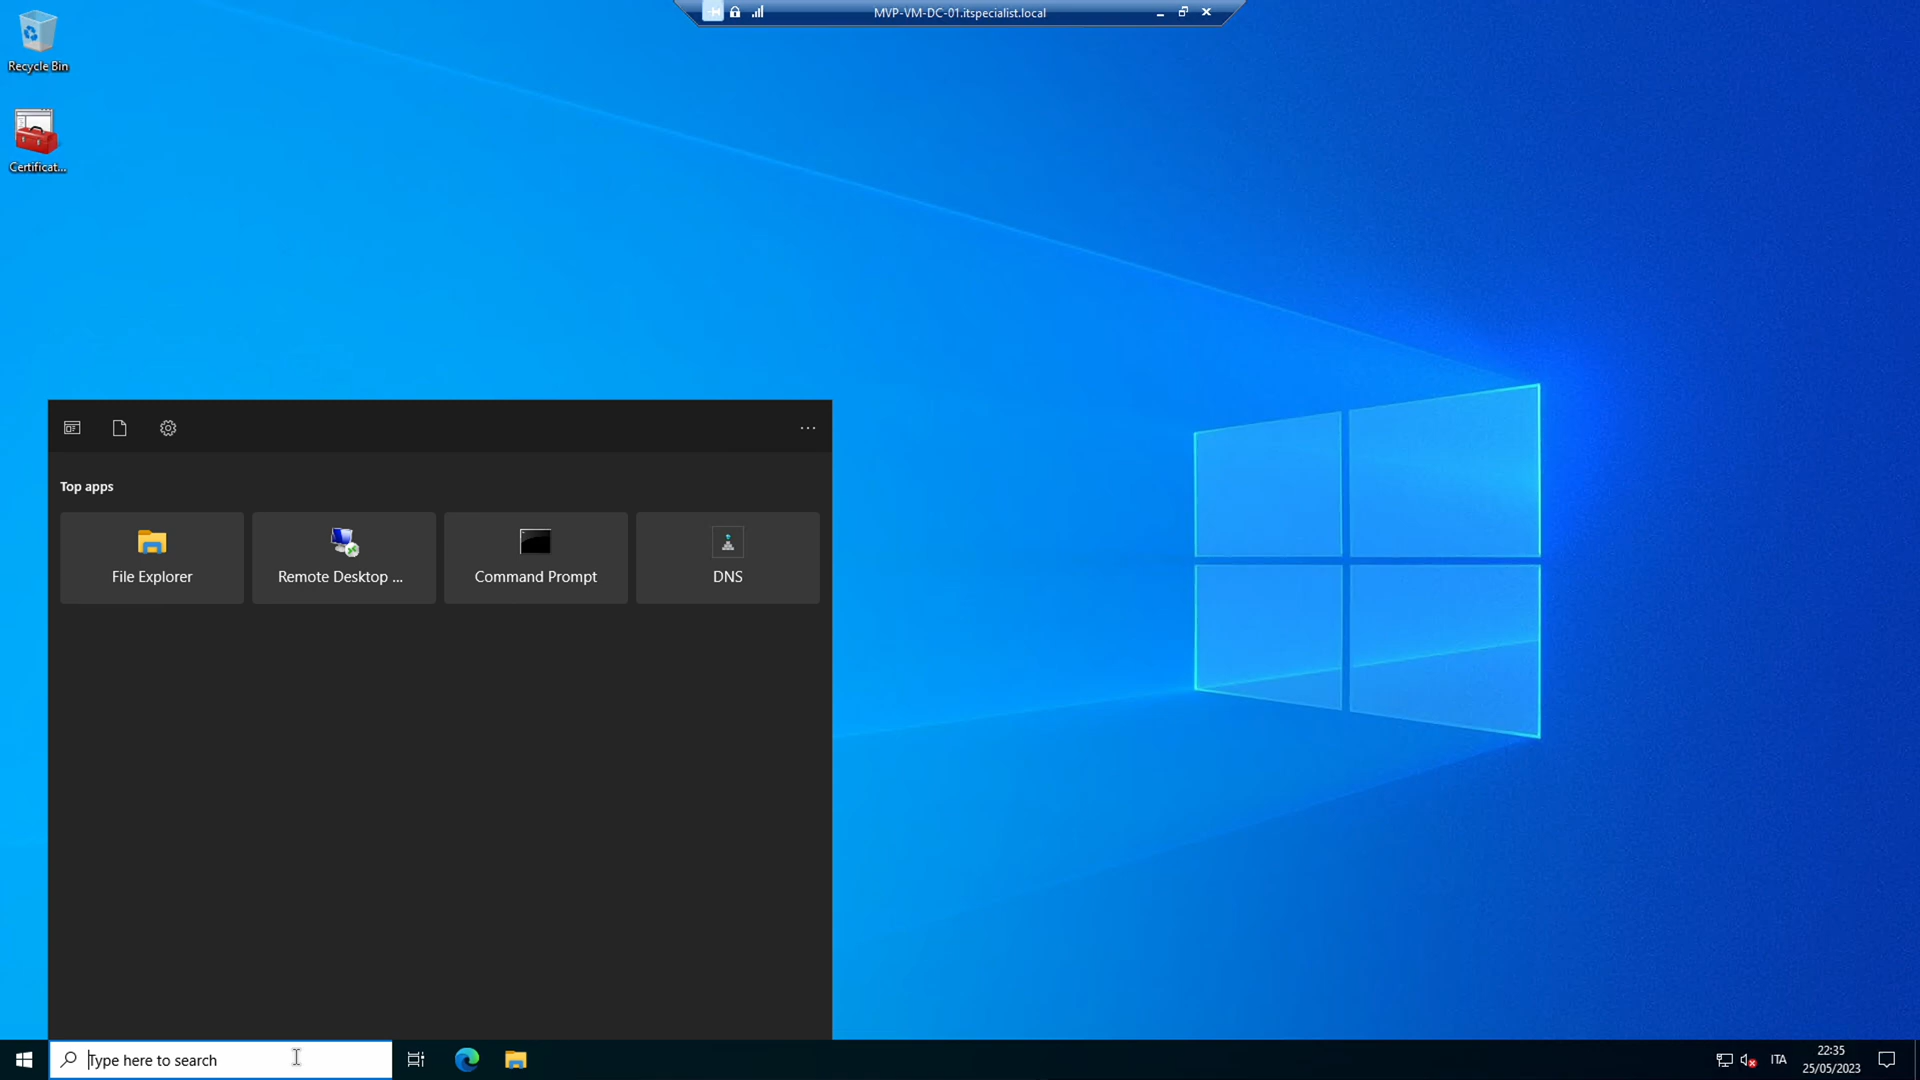 MVP-VM-DC-01.itspecialist.local
Recycle Bin
Certificat...
Top apps
File Explorer
Remote Desktop ...
Command Prompt
DNS
Type here to search
ITA
22:35
25/05/2023